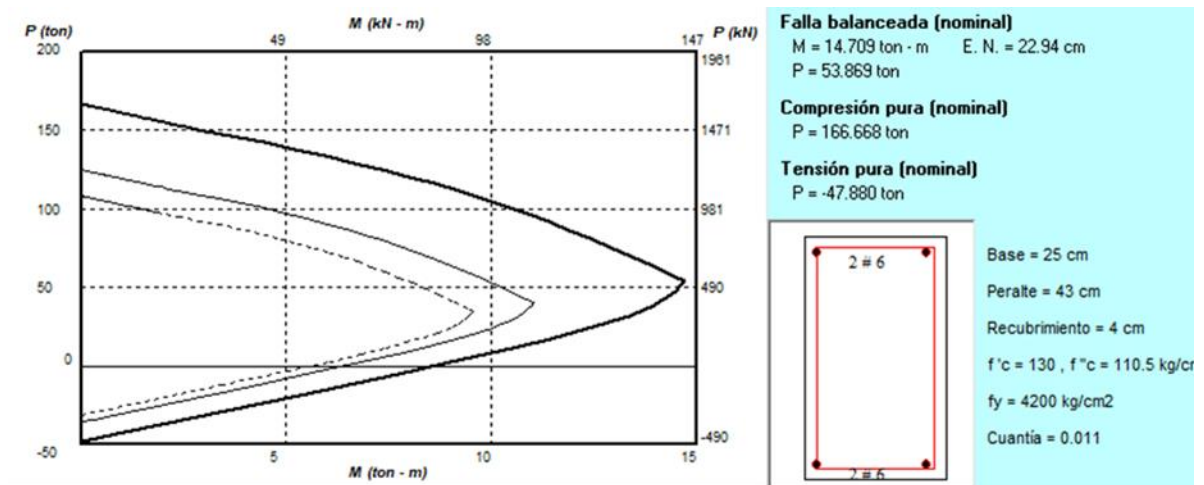 M (kN - m)
P (ton)
P (kN)
49
98
147
200
1961
150
1471
100
981
50
490
0
-50
-490
5
10
15
M (ton - m)
Falla balanceada (nominal)
M = 14.709 ton - m E. N. = 22.94 cm
P = 53.869 ton
Compresión pura (nominal)
P = 166.668 ton
Tensión pura (nominal)
P = -47.880 ton
2 # 6
2 # 6
Base = 25 cm
Peralte = 43 cm
Recubrimiento = 4 cm
f 'c = 130 , f "c = 110.5 kg/cr
fy = 4200 kg/cm2
Cuantía = 0.011